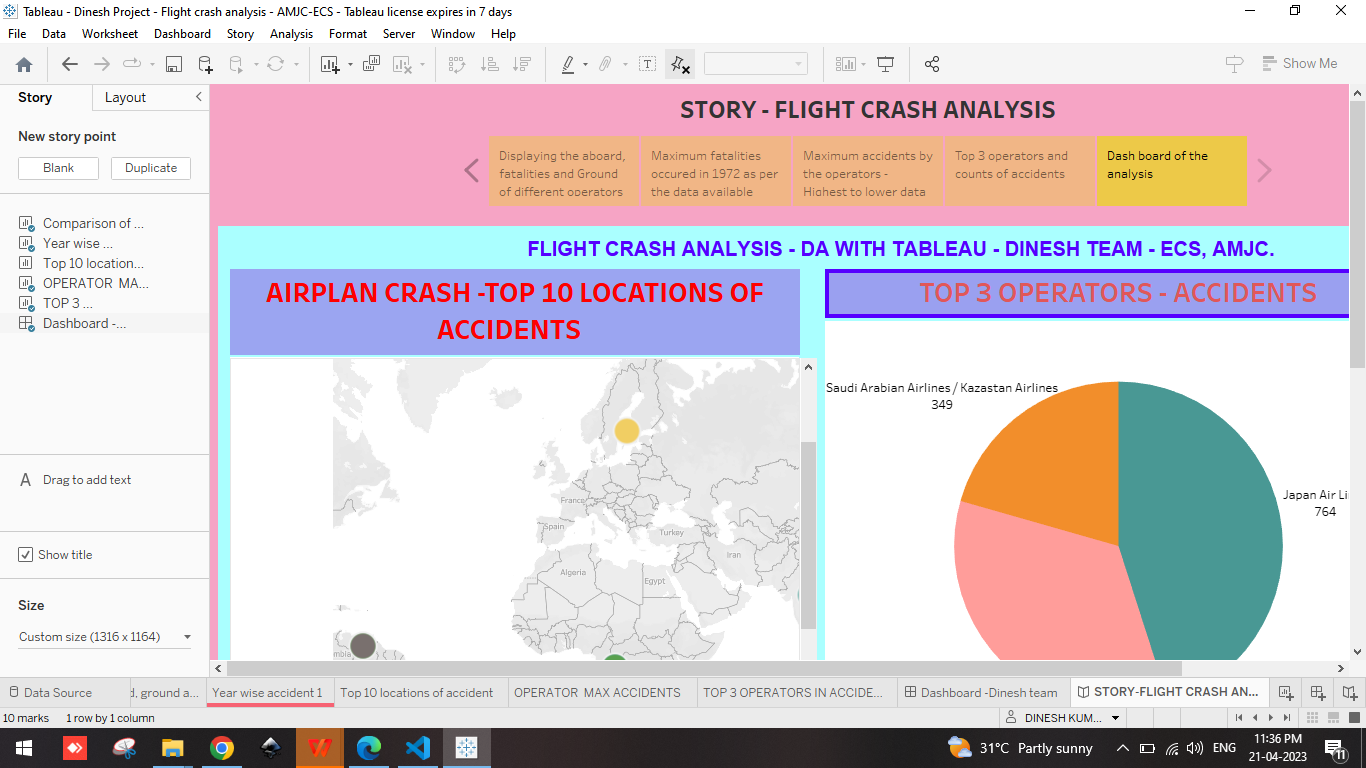 Tableau - Dinesh Project - Flight crash analysis - AMJC-ECS - Tableau license expires in 7 days
File Data Worksheet Dashboard Story Analysis Format Server Window Help
Show Me
Story Layout
New story point
Blank Duplicate
Comparison of ...
Year wise ...
Top 10 location...
OPERATOR MA...
TOP 3 ...
Dashboard -...
A Drag to add text
Show title
Size
Custom size (1316 x 1164)
STORY - FLIGHT CRASH ANALYSIS
Displaying the aboard,
fatalities and Ground
of different operators
Maximum fatalities
occured in 1972 as per
the data available
Maximum accidents by
the operators -
Highest to lower data
Top 3 operators and
counts of accidents
Dash board of the
analysis
FLIGHT CRASH ANALYSIS - DA WITH TABLEAU - DINESH TEAM - ECS, AMJC.
AIRPLAN CRASH -TOP 10 LOCATIONS OF
ACCIDENTS
France
Spain
Turkey
Iran
Algeria
Egypt
mbia
TOP 3 OPERATORS - ACCIDENTS
Saudi Arabian Airlines / Kazastan Airlines
349
Japan Air Li
764
Data Source d, ground a... Year wise accident 1 Top 10 locations of accident OPERATOR MAX ACCIDENTS TOP 3 OPERATORS IN ACCIDE... Dashboard -Dinesh team STORY-FLIGHT CRASH AN...
10 marks 1 row by 1 column DINESH KUM...
31°C Partly sunny ENG 11:36 PM
21-04-2023
11